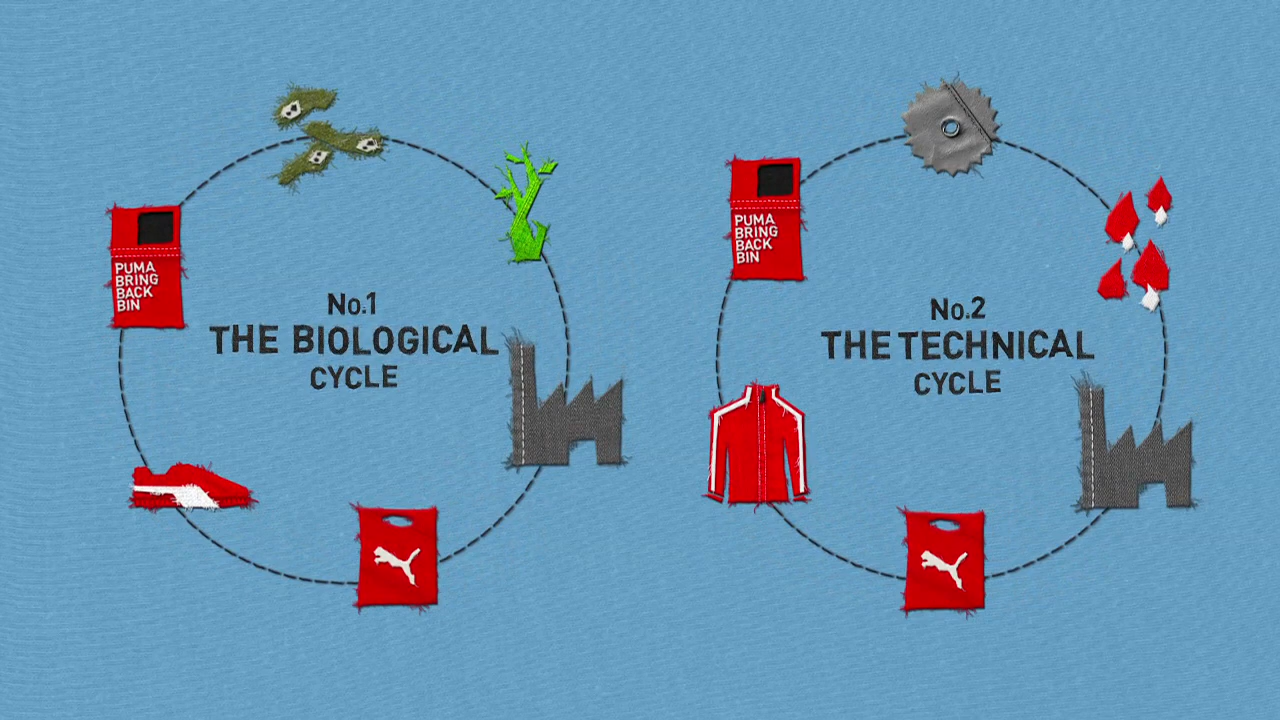 No.1
THE BIOLOGICAL
CYCLE
PUMA
BRING
BACK
BIN
No.2
THE TECHNICAL
CYCLE
PUMA
BRING
BACK
BIN